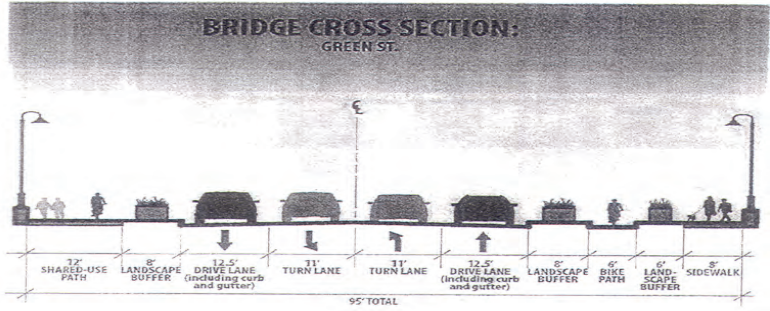 BRIDGE CROSS SECTION:
GREEN ST.
℄
12'
SHARED-USE
PATH
8'
LANDSCAPE
BUFFER
12.5'
DRIVE LANE
(including curb
and gutter)
11'
TURN LANE
11'
TURN LANE
12.5'
DRIVE LANE
(including curb
and gutter)
8'
LANDSCAPE
BUFFER
6'
BIKE
PATH
6'
LAND-
SCAPE
BUFFER
8'
SIDEWALK
95' TOTAL